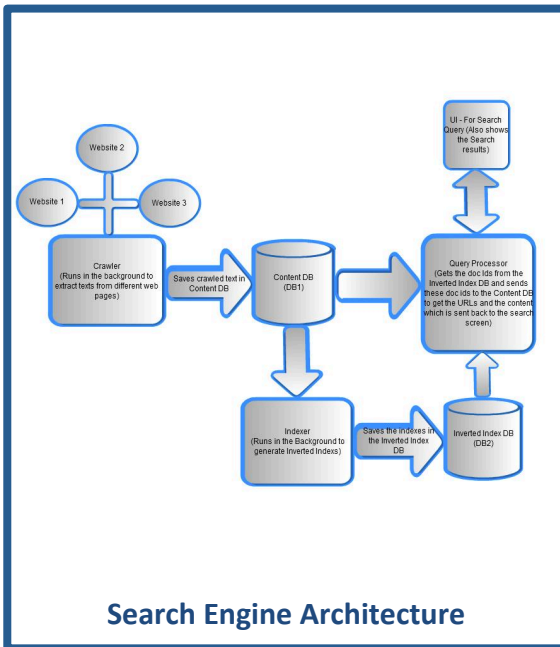 UI - For Search
Query (Also shows
the Search
results)
Website 2
Website 1
Website 3
Crawler
(Runs in the background to
extract texts from different web
pages)
Saves crawled text in
Content DB
Content DB
(DB1)
Query Processor
(Gets the doc Ids from the
Inverted Index DB and sends
these doc ids to the Content DB
to get the URLs and the content
which is sent back to the search
screen)
Indexer
(Runs in the Background to
generate Inverted Indexs)
Saves the indexes in
the Inverted Index
DB
Inverted Index DB
(DB2)
Search Engine Architecture